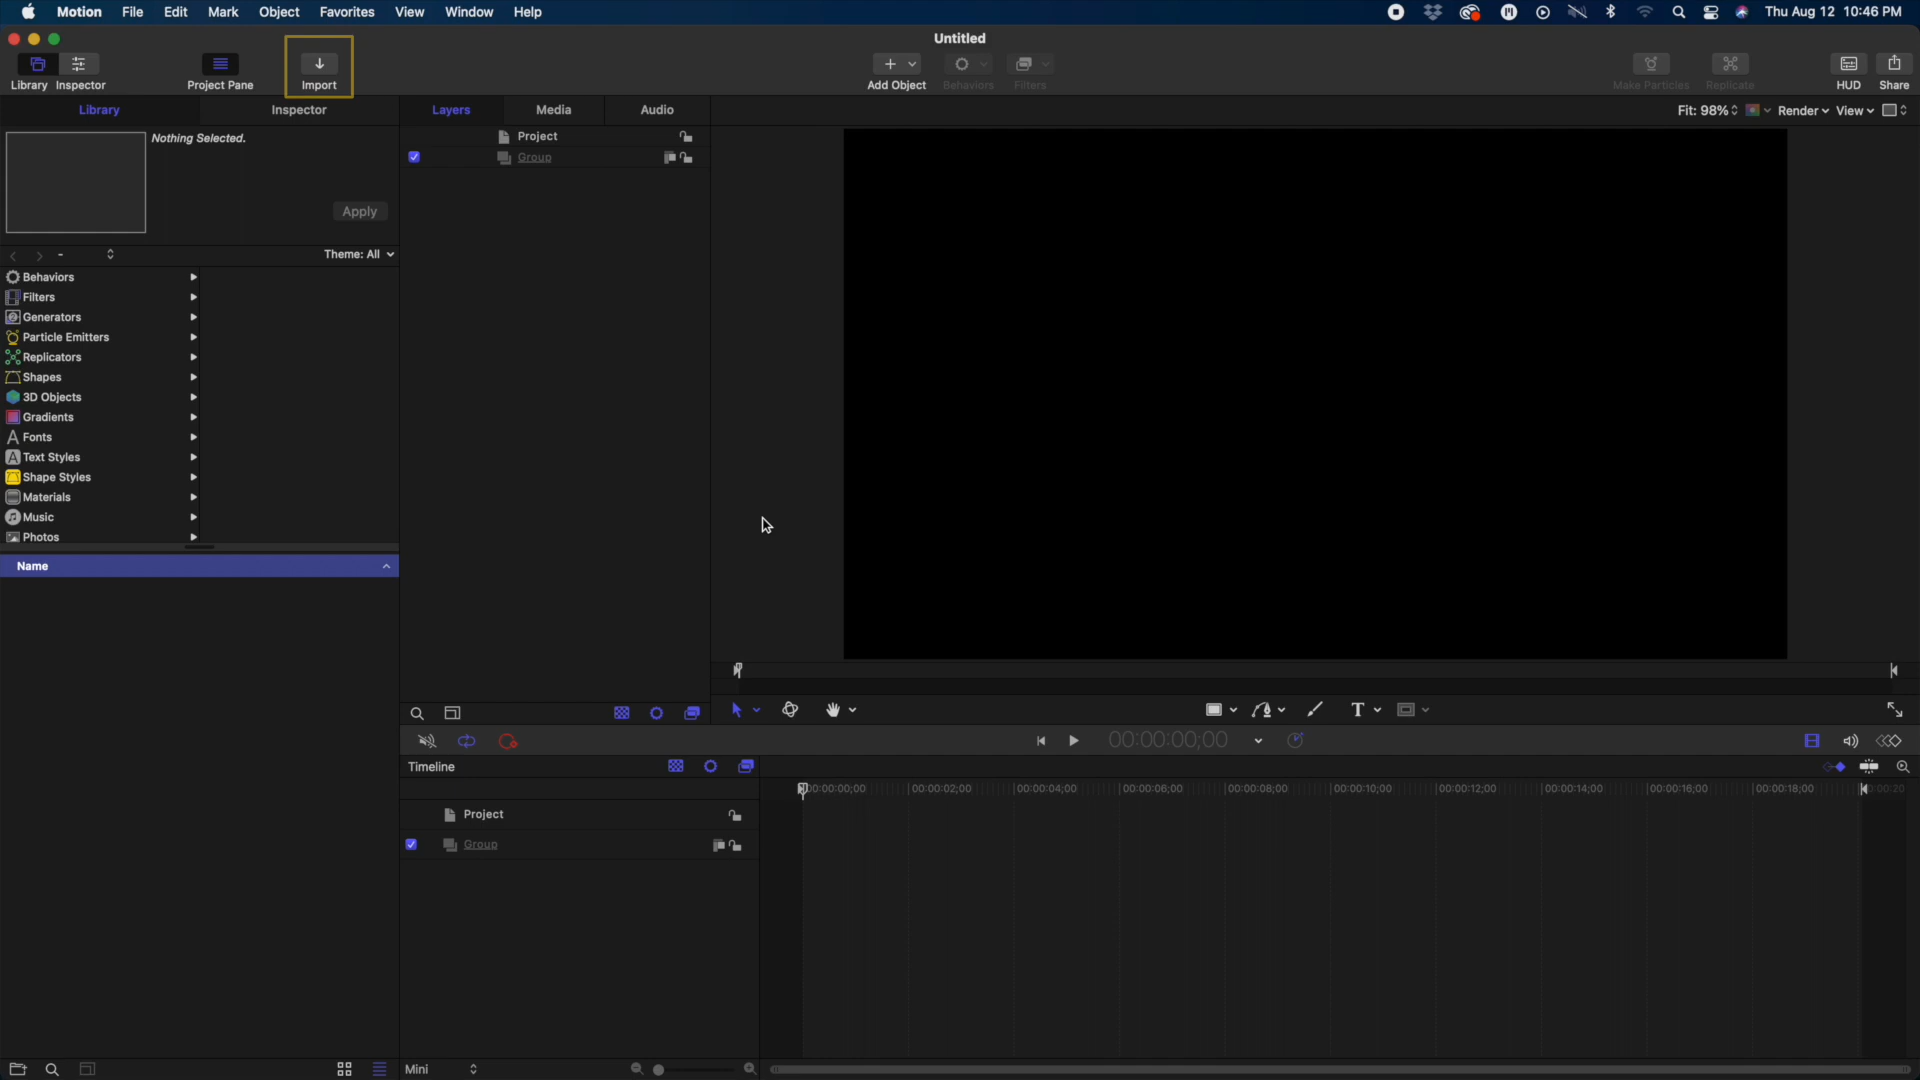 Motion File Edit Mark Object Favorites View Window Help
Thu Aug 12 10:46 PM
Untitled
Library Inspector Project Pane Import
Add Object Behaviors Filters
Make Particles Replicate HUD Share
Library Inspector
Layers Media Audio
Fit: 98% Render View
Nothing Selected.
Apply
Project
Group
- Theme: All
Behaviors
Filters
Generators
Particle Emitters
Replicators
Shapes
3D Objects
Gradients
Fonts
Text Styles
Shape Styles
Materials
Music
Photos
Name
T
00:00:00;00
Timeline
00:00:00;00 00:00:02;00 00:00:04;00 00:00:06;00 00:00:08;00 00:00:10;00 00:00:12;00 00:00:14;00 00:00:16;00 00:00:18;00
Project
Group
Mini